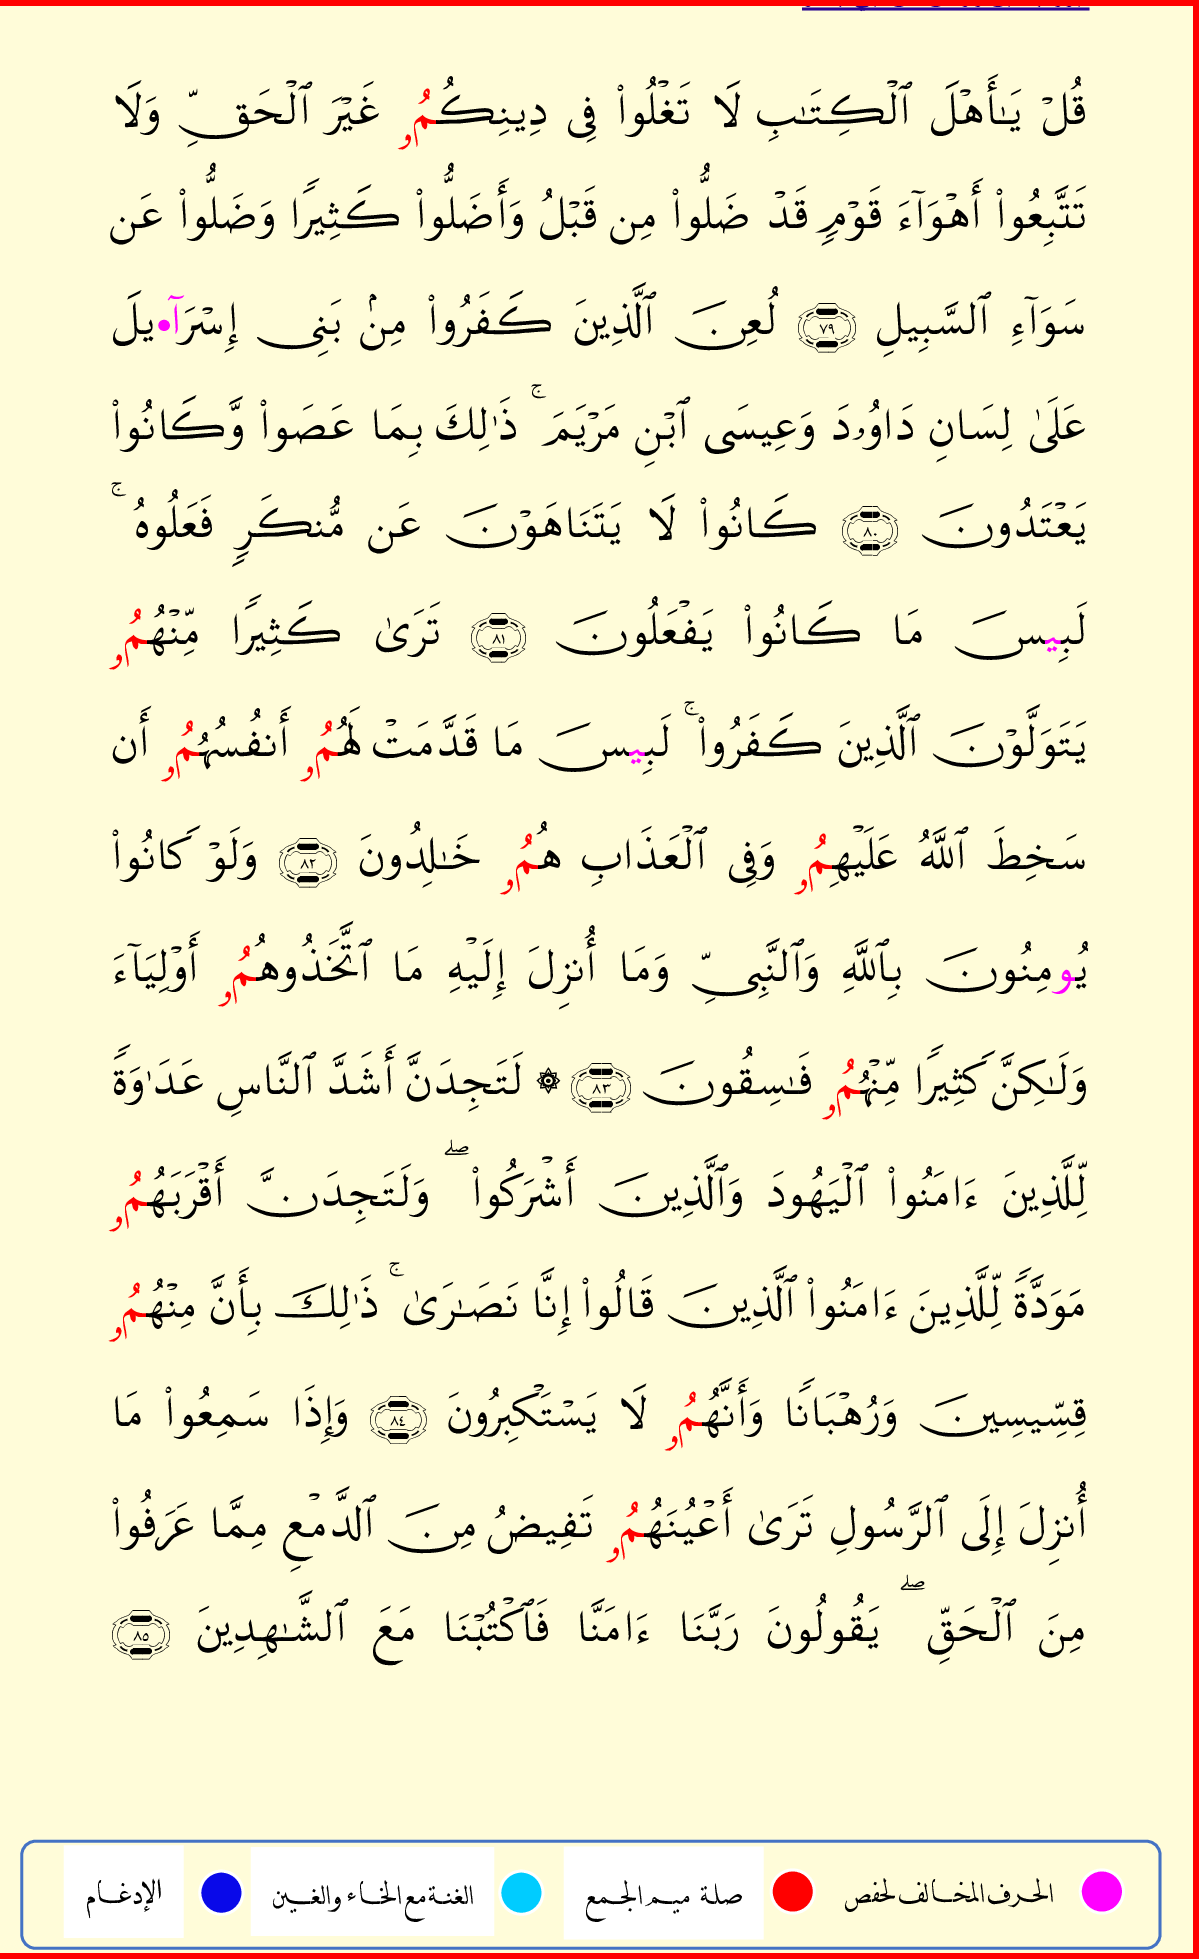 قُلۡ يَـٰٓأَهۡلَ ٱلۡكِتَـٰبِ لَا تَغۡلُوا۟ فِى دِينِكُمُۥ غَيۡرَ ٱلۡحَقِّ وَلَا
تَتَّبِعُوا۟ أَهۡوَآءَ قَوۡمٍ قَدۡ ضَلُّوا۟ مِن قَبۡلُ وَأَضَلُّوا۟ كَثِيرًا وَضَلُّوا۟ عَن
سَوَآءِ ٱلسَّبِيلِ ٧٩ لُعِنَ ٱلَّذِينَ كَفَرُوا۟ مِنۢ بَنِى إِسۡرَآ•يلَ
عَلَىٰ لِسَانِ دَاوُۥدَ وَعِيسَى ٱبۡنِ مَرۡيَمَ ۚ ذَٰلِكَ بِمَا عَصَوا۟ وَّكَانُوا۟
يَعۡتَدُونَ ٨٠ كَانُوا۟ لَا يَتَنَاهَوۡنَ عَن مُّنكَرٍ فَعَلُوهُ ۚ
لَبِيسَ مَا كَانُوا۟ يَفۡعَلُونَ ٨١ تَرَىٰ كَثِيرًا مِّنۡهُمُۥ
يَتَوَلَّوۡنَ ٱلَّذِينَ كَفَرُوا۟ ۚ لَبِيسَ مَا قَدَّمَتۡ لَهُمُۥ أَنفُسُهُمُۥ أَن
سَخِطَ ٱللَّهُ عَلَيۡهِمُۥ وَفِى ٱلۡعَذَابِ هُمُۥ خَـٰلِدُونَ ٨٢ وَلَوۡ كَانُوا۟
يُومِنُونَ بِٱللَّهِ وَٱلنَّبِىِّ وَمَا أُنزِلَ إِلَيۡهِ مَا ٱتَّخَذُوهُمُۥ أَوۡلِيَآءَ
وَلَـٰكِنَّ كَثِيرًا مِّنۡهُمُۥ فَـٰسِقُونَ ٨٣ ۞ لَتَجِدَنَّ أَشَدَّ ٱلنَّاسِ عَدَٰوَةً
لِّلَّذِينَ ءَامَنُوا۟ ٱلۡيَهُودَ وَٱلَّذِينَ أَشۡرَكُوا۟ ۖ وَلَتَجِدَنَّ أَقۡرَبَهُمُۥ
مَوَدَّةً لِّلَّذِينَ ءَامَنُوا۟ ٱلَّذِينَ قَالُوا۟ إِنَّا نَصَـٰرَىٰ ۚ ذَٰلِكَ بِأَنَّ مِنۡهُمُۥ
قِسِّيسِينَ وَرُهۡبَانًا وَأَنَّهُمُۥ لَا يَسۡتَكۡبِرُونَ ٨٤ وَإِذَا سَمِعُوا۟ مَا
أُنزِلَ إِلَى ٱلرَّسُولِ تَرَىٰ أَعۡيُنَهُمُۥ تَفِيضُ مِنَ ٱلدَّمۡعِ مِمَّا عَرَفُوا۟
مِنَ ٱلۡحَقِّ ۖ يَقُولُونَ رَبَّنَا ءَامَنَّا فَٱكۡتُبۡنَا مَعَ ٱلشَّـٰهِدِينَ ٨٥
الحرف المخالف لحفص صلة ميم الجمع الغنة مع الخاء والغين الإدغام